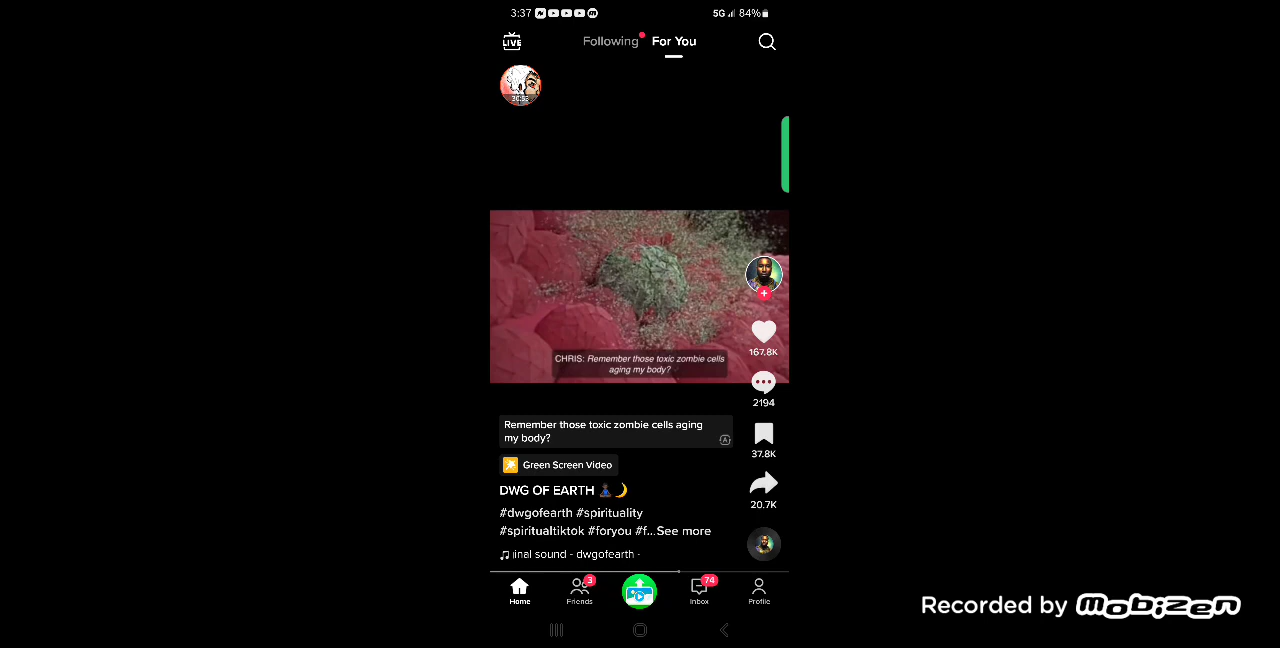 3:37
5G 84%
LIVE
Following For You
CHRIS: Remember those toxic zombie cells
aging my body?
167.8K
2194
Remember those toxic zombie cells aging
my body?
37.8K
Green Screen Video
DWG OF EARTH
20.7K
#dwgofearth #spirituality
#spiritualtiktok #foryou #f...See more
inal sound - dwgofearth -
3
74
Home
Friends
Inbox
Profile
Recorded by mobizen